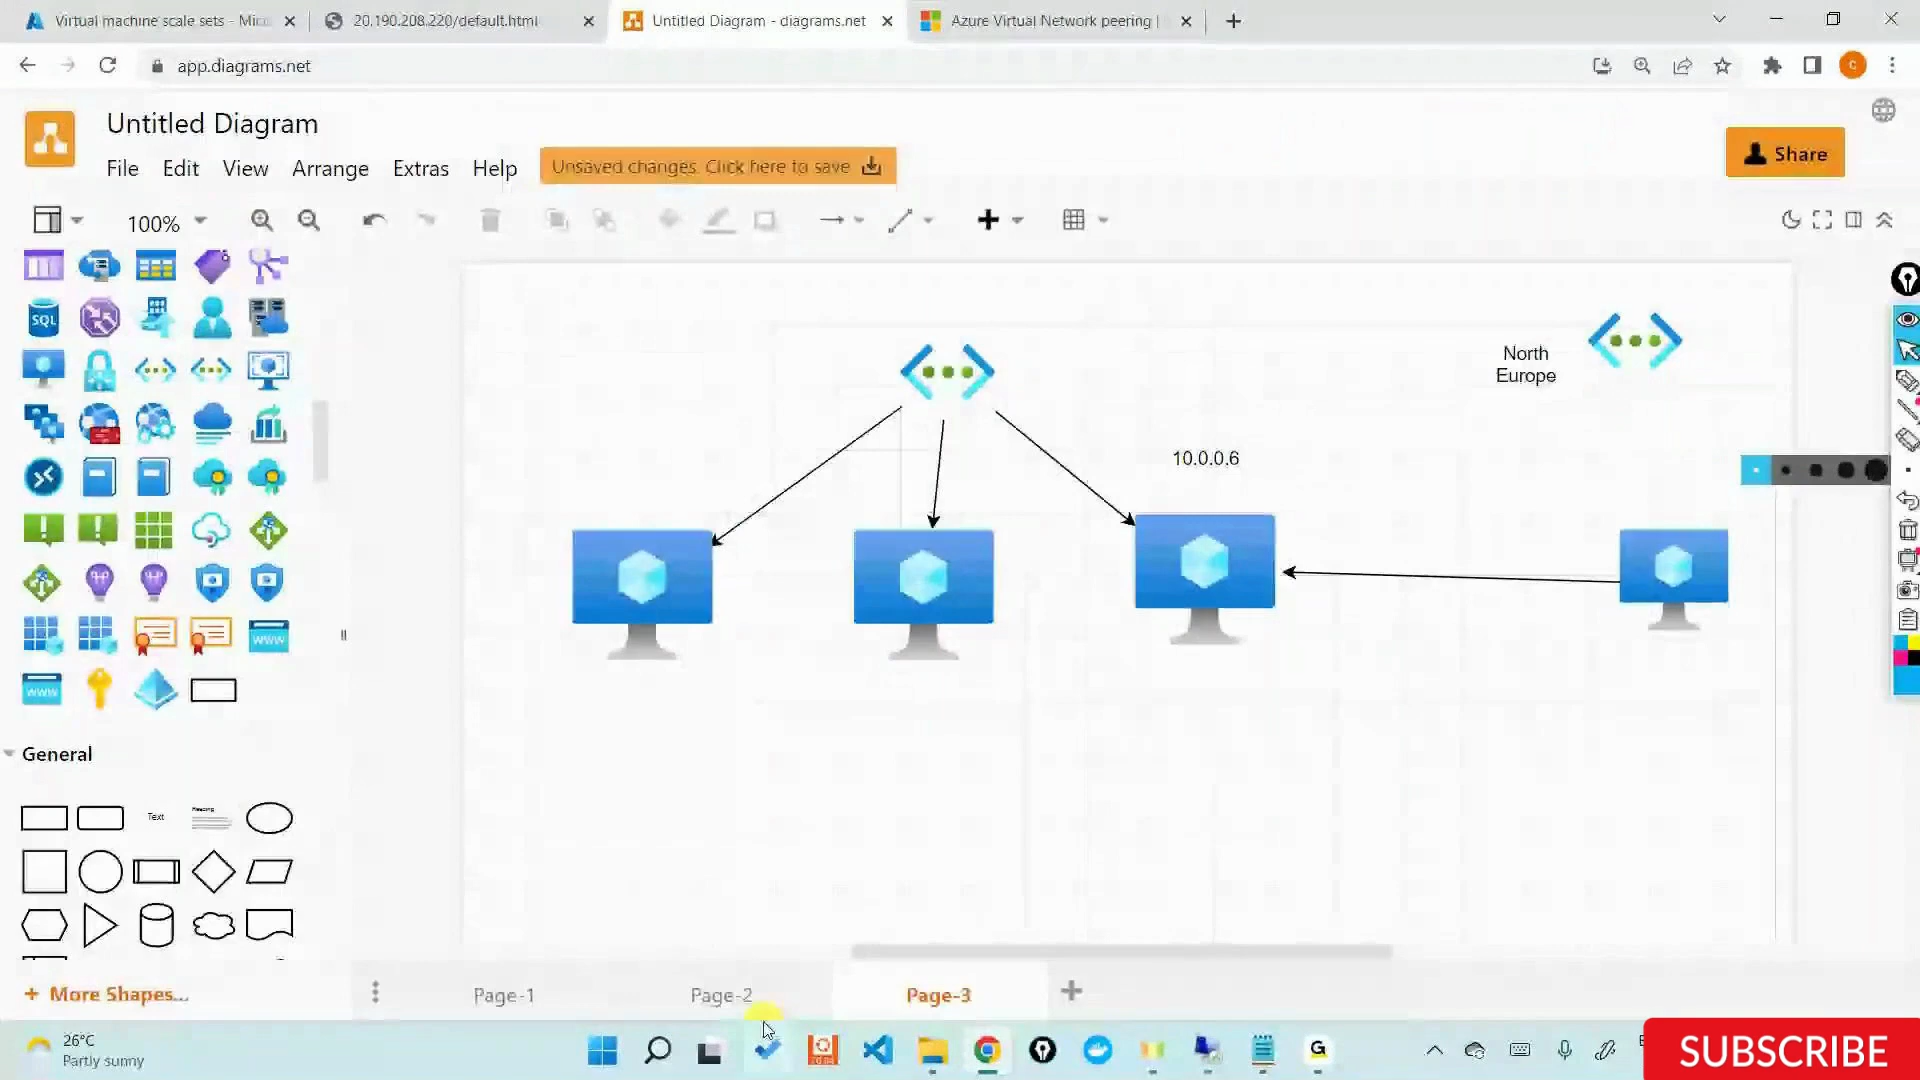 Virtual machine scale sets - Mic
20.190.208.220/default.html
Untitled Diagram - diagrams.net
Azure Virtual Network peering |
app.diagrams.net
C
Untitled Diagram
File Edit View Arrange Extras Help
Unsaved changes. Click here to save
Share
100%
SQL
North
Europe
10.0.0.6
WWW
WWW
General
Text
Heading
+ More Shapes...
Page-1
Page-2
Page-3
26°C
Partly sunny
G
SUBSCRIBE